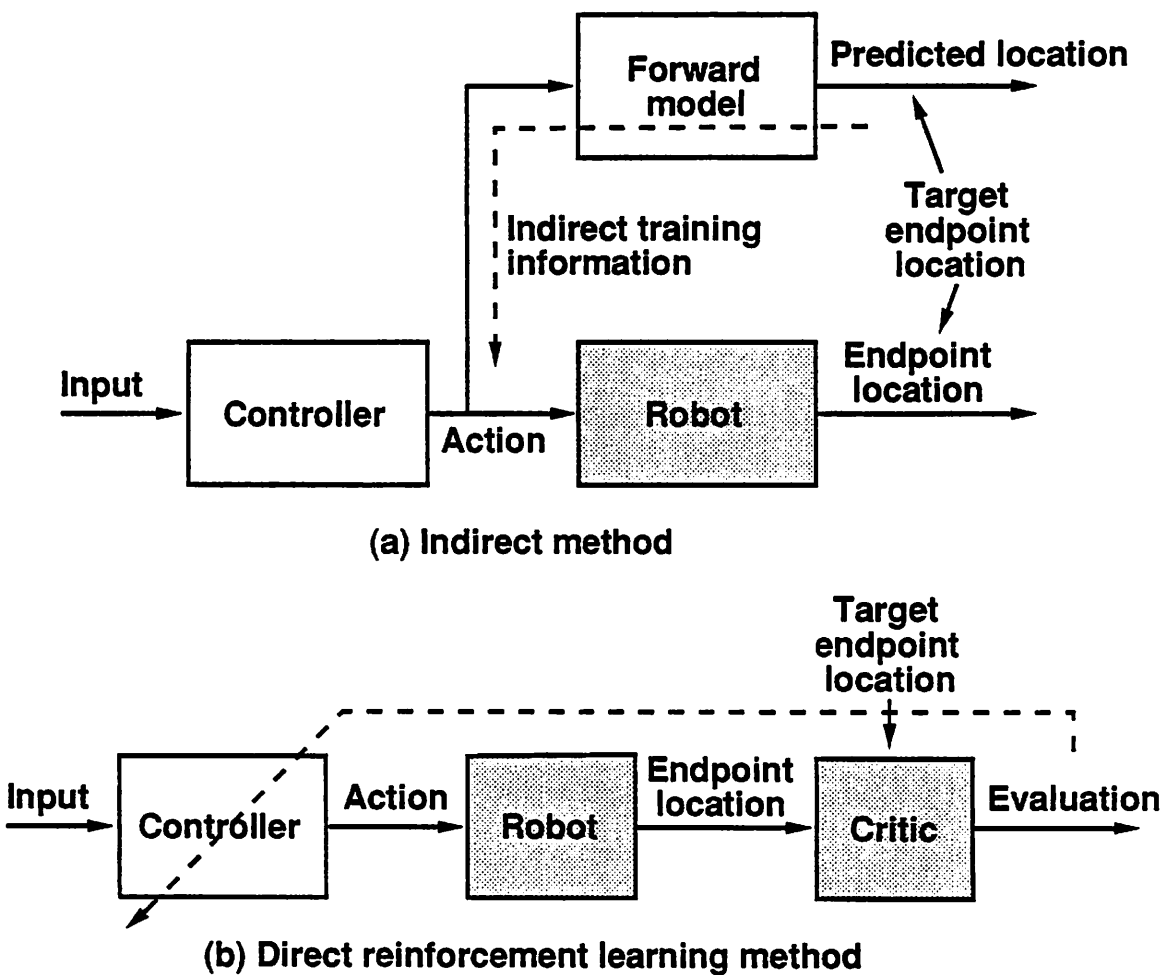 Forward
model
Predicted location
Target
endpoint
location
Indirect training
information
Input
Controller
Action
Robot
Endpoint
location
(a) Indirect method
Target
endpoint
location
Input
Controller
Action
Robot
Endpoint
location
Critic
Evaluation
(b) Direct reinforcement learning method